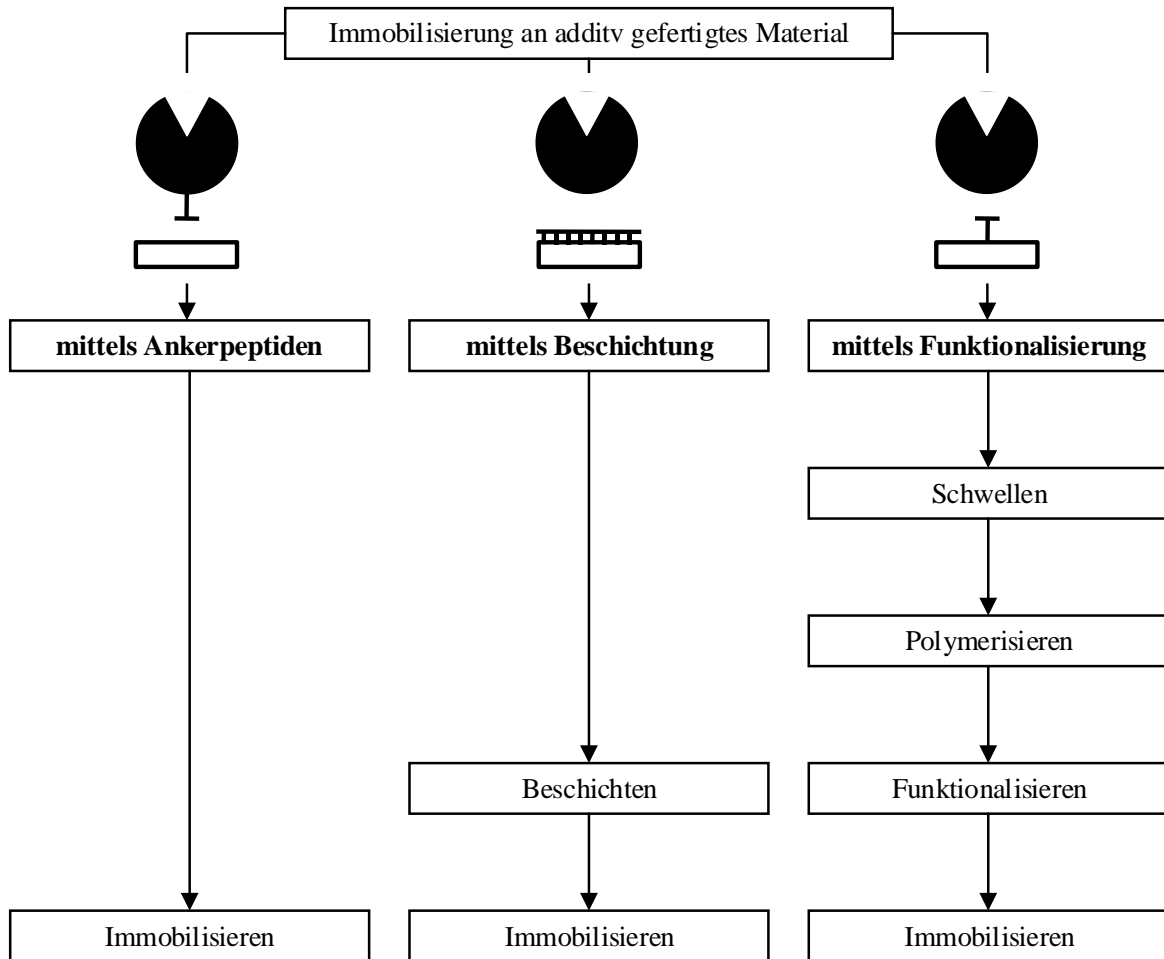 Immobilisierung an additv gefertigtes Material
mittels Ankerpeptiden
mittels Beschichtung
mittels Funktionalisierung
Schwellen
Polymerisieren
Beschichten
Funktionalisieren
Immobilisieren
Immobilisieren
Immobilisieren